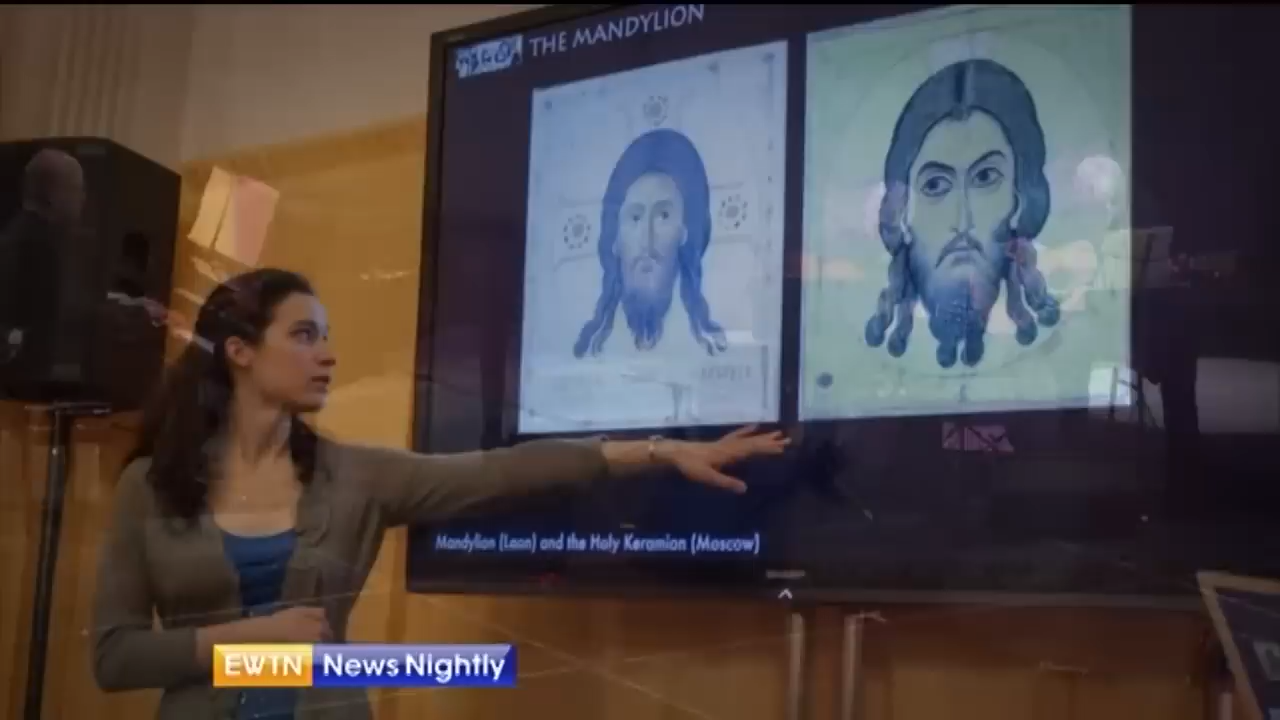 THE MANDYLION
Mandylion (Laon) and the Holy Keramion (Moscow)
EWTN News Nightly